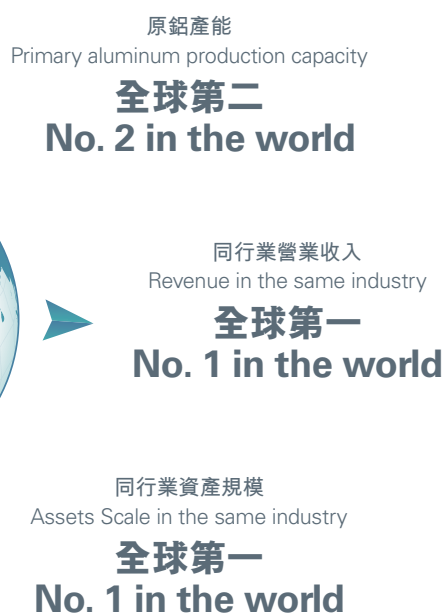 原鋁產能
Primary aluminum production capacity
全球第二
No. 2 in the world
同行業營業收入
Revenue in the same industry
全球第一
No. 1 in the world
同行業資產規模
Assets Scale in the same industry
全球第一
No. 1 in the world